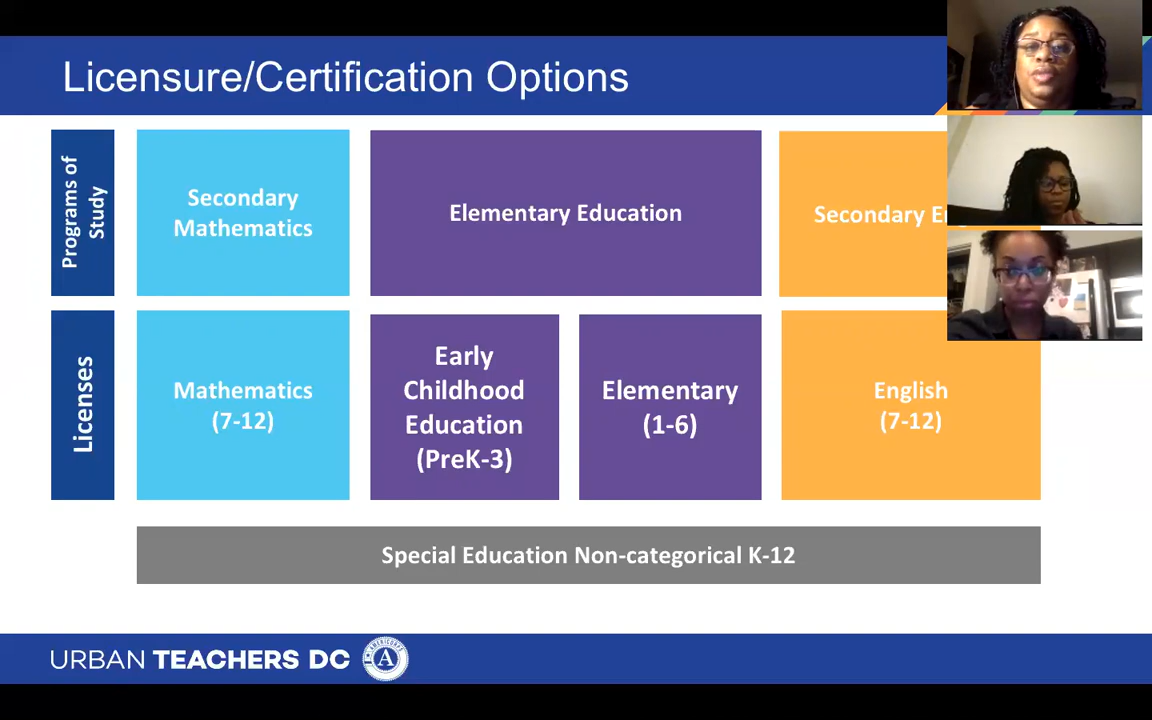 Licensure/Certification Options
Programs of
Study
Secondary
Mathematics
Elementary Education
Secondary
Licenses
Mathematics
(7-12)
Early
Childhood
Education
(PreK-3)
Elementary
(1-6)
English
(7-12)
Special Education Non-categorical K-12
URBAN TEACHERS DC
A